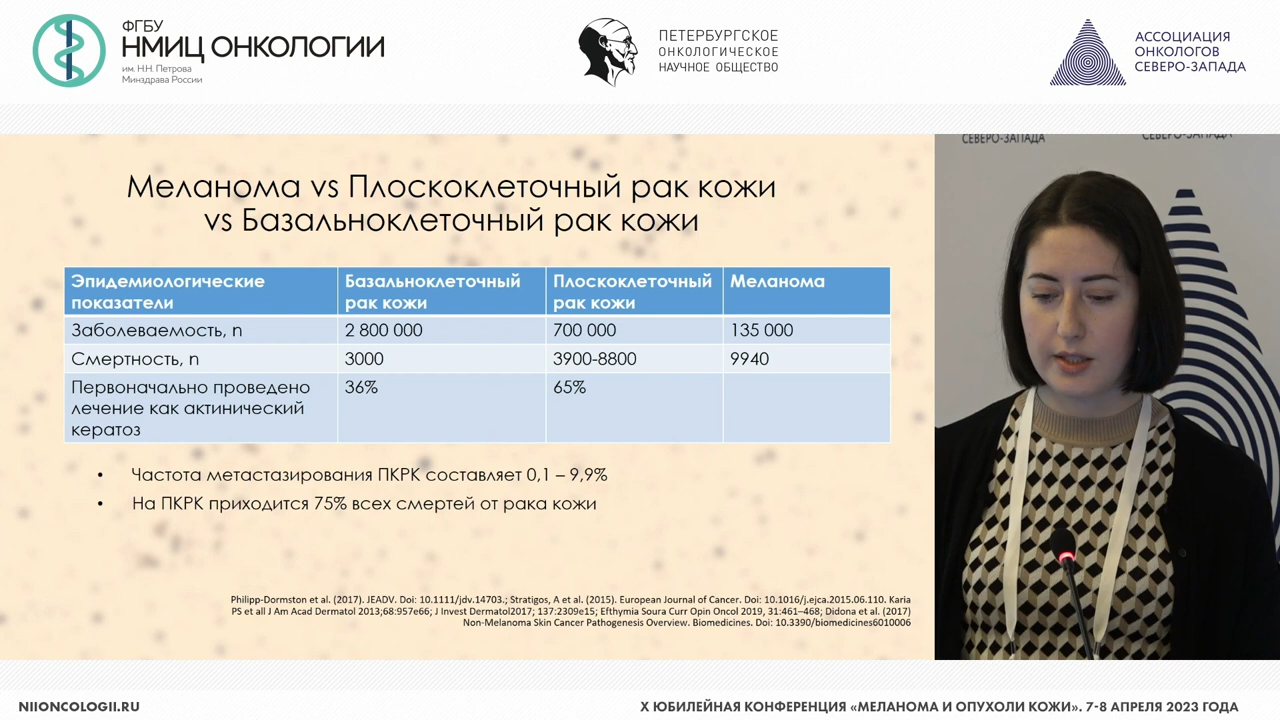 ФГБУ
НМИЦ ОНКОЛОГИИ
им. Н.Н. Петрова
Минздрава России
ПЕТЕРБУРГСКОЕ
ОНКОЛОГИЧЕСКОЕ
НАУЧНОЕ ОБЩЕСТВО
АССОЦИАЦИЯ
ОНКОЛОГОВ
СЕВЕРО-ЗАПАДА
СЕВЕРО-ЗАПАДА
СЕВЕРО-ЗАПАДА
Меланома vs Плоскоклеточный рак кожи
vs Базальноклеточный рак кожи
Эпидемиологические показатели Базальноклеточный рак кожи Плоскоклеточный рак кожи Меланома
Заболеваемость, n 2 800 000 700 000 135 000
Смертность, n 3000 3900-8800 9940
Первоначально проведено лечение как актинический кератоз 36% 65%
• Частота метастазирования ПКРК составляет 0,1 – 9,9%
• На ПКРК приходится 75% всех смертей от рака кожи
Philipp-Dormston et al. (2017). JEADV. Doi: 10.1111/jdv.14703.; Stratigos, A et al. (2015). European Journal of Cancer. Doi: 10.1016/j.ejca.2015.06.110. Karia
PS et all J Am Acad Dermatol 2013;68:957e66; J Invest Dermatol2017; 137:2309e15; Efthymia Soura Curr Opin Oncol 2019, 31:461–468; Didona et al. (2017)
Non-Melanoma Skin Cancer Pathogenesis Overview. Biomedicines. Doi: 10.3390/biomedicines6010006
NIIONCOLOGII.RU
X ЮБИЛЕЙНАЯ КОНФЕРЕНЦИЯ «МЕЛАНОМА И ОПУХОЛИ КОЖИ». 7-8 АПРЕЛЯ 2023 ГОДА